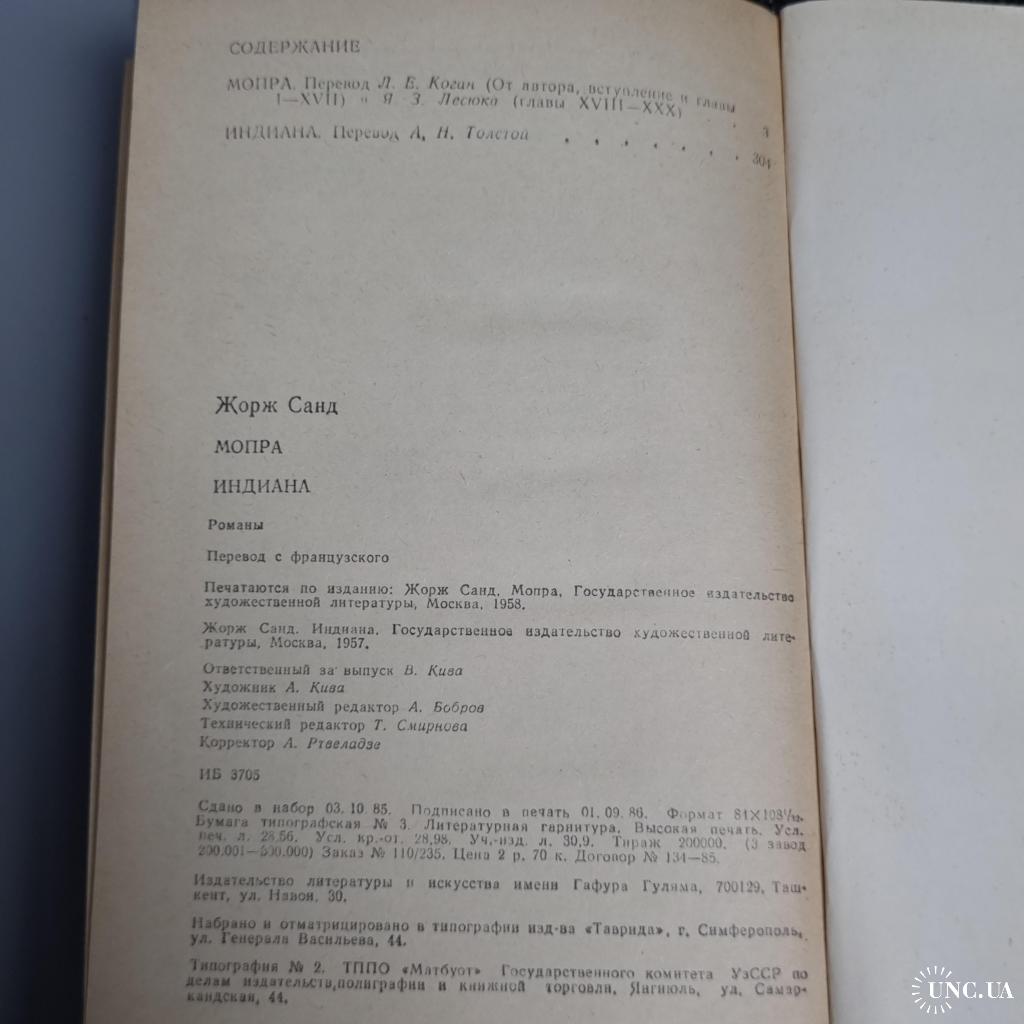 СОДЕРЖАНИЕ
МОПРА. Перевод Л. Е. Коган (От автора, вступление и главы
I—XVII) и Я. З. Лесюка (главы XVIII—XXX) . . 3
ИНДИАНА. Перевод А. Н. Толстой . . . . . . . 304
Жорж Санд
МОПРА
ИНДИАНА
Романы
Перевод с французского
Печатаются по изданию: Жорж Санд. Мопра, Государственное издательство
художественной литературы, Москва, 1958.
Жорж Санд. Индиана. Государственное издательство художественной лите-
ратуры, Москва, 1957.
Ответственный за выпуск В. Кива
Художник А. Кива
Художественный редактор А. Бобров
Технический редактор Т. Смирнова
Корректор А. Ртвеладзе
ИБ 3705
Сдано в набор 03. 10. 85. Подписано в печать 01. 09. 86. Формат 84×108 1/32.
Бумага типографская № 3. Литературная гарнитура. Высокая печать. Усл.
печ. л. 28,56. Усл. кр.-от. 28,98. Уч.-изд. л. 30,9. Тираж 200000. (3 завод
200.001—300.000) Заказ № 110/235. Цена 2 р. 70 к. Договор № 134—85.
Издательство литературы и искусства имени Гафура Гуляма, 700129, Таш-
кент, ул. Навои, 30.
Набрано и отматрицировано в типографии изд-ва «Таврида», г. Симферополь,
ул. Генерала Васильева, 44.
Типография № 2. ТППО «Матбуот» Государственного комитета УзССР по
делам издательств, полиграфии и книжной торговли, Янгиюль, ул. Самар-
кандская, 44.
UNC.UA